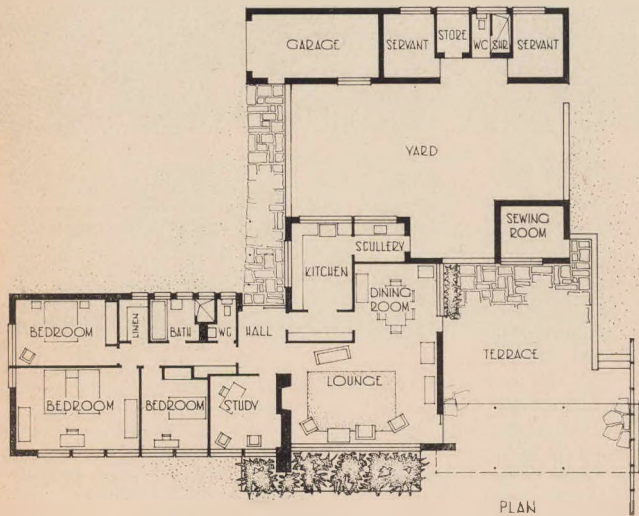 GARAGE
SERVANT
STORE
WC
SHR
SERVANT
YARD
SEWING
ROOM
SCULLERY
KITCHEN
DINING
ROOM
BEDROOM
LINEN
BATH
WC
HALL
TERRACE
BEDROOM
BEDROOM
STUDY
LOUNGE
PLAN